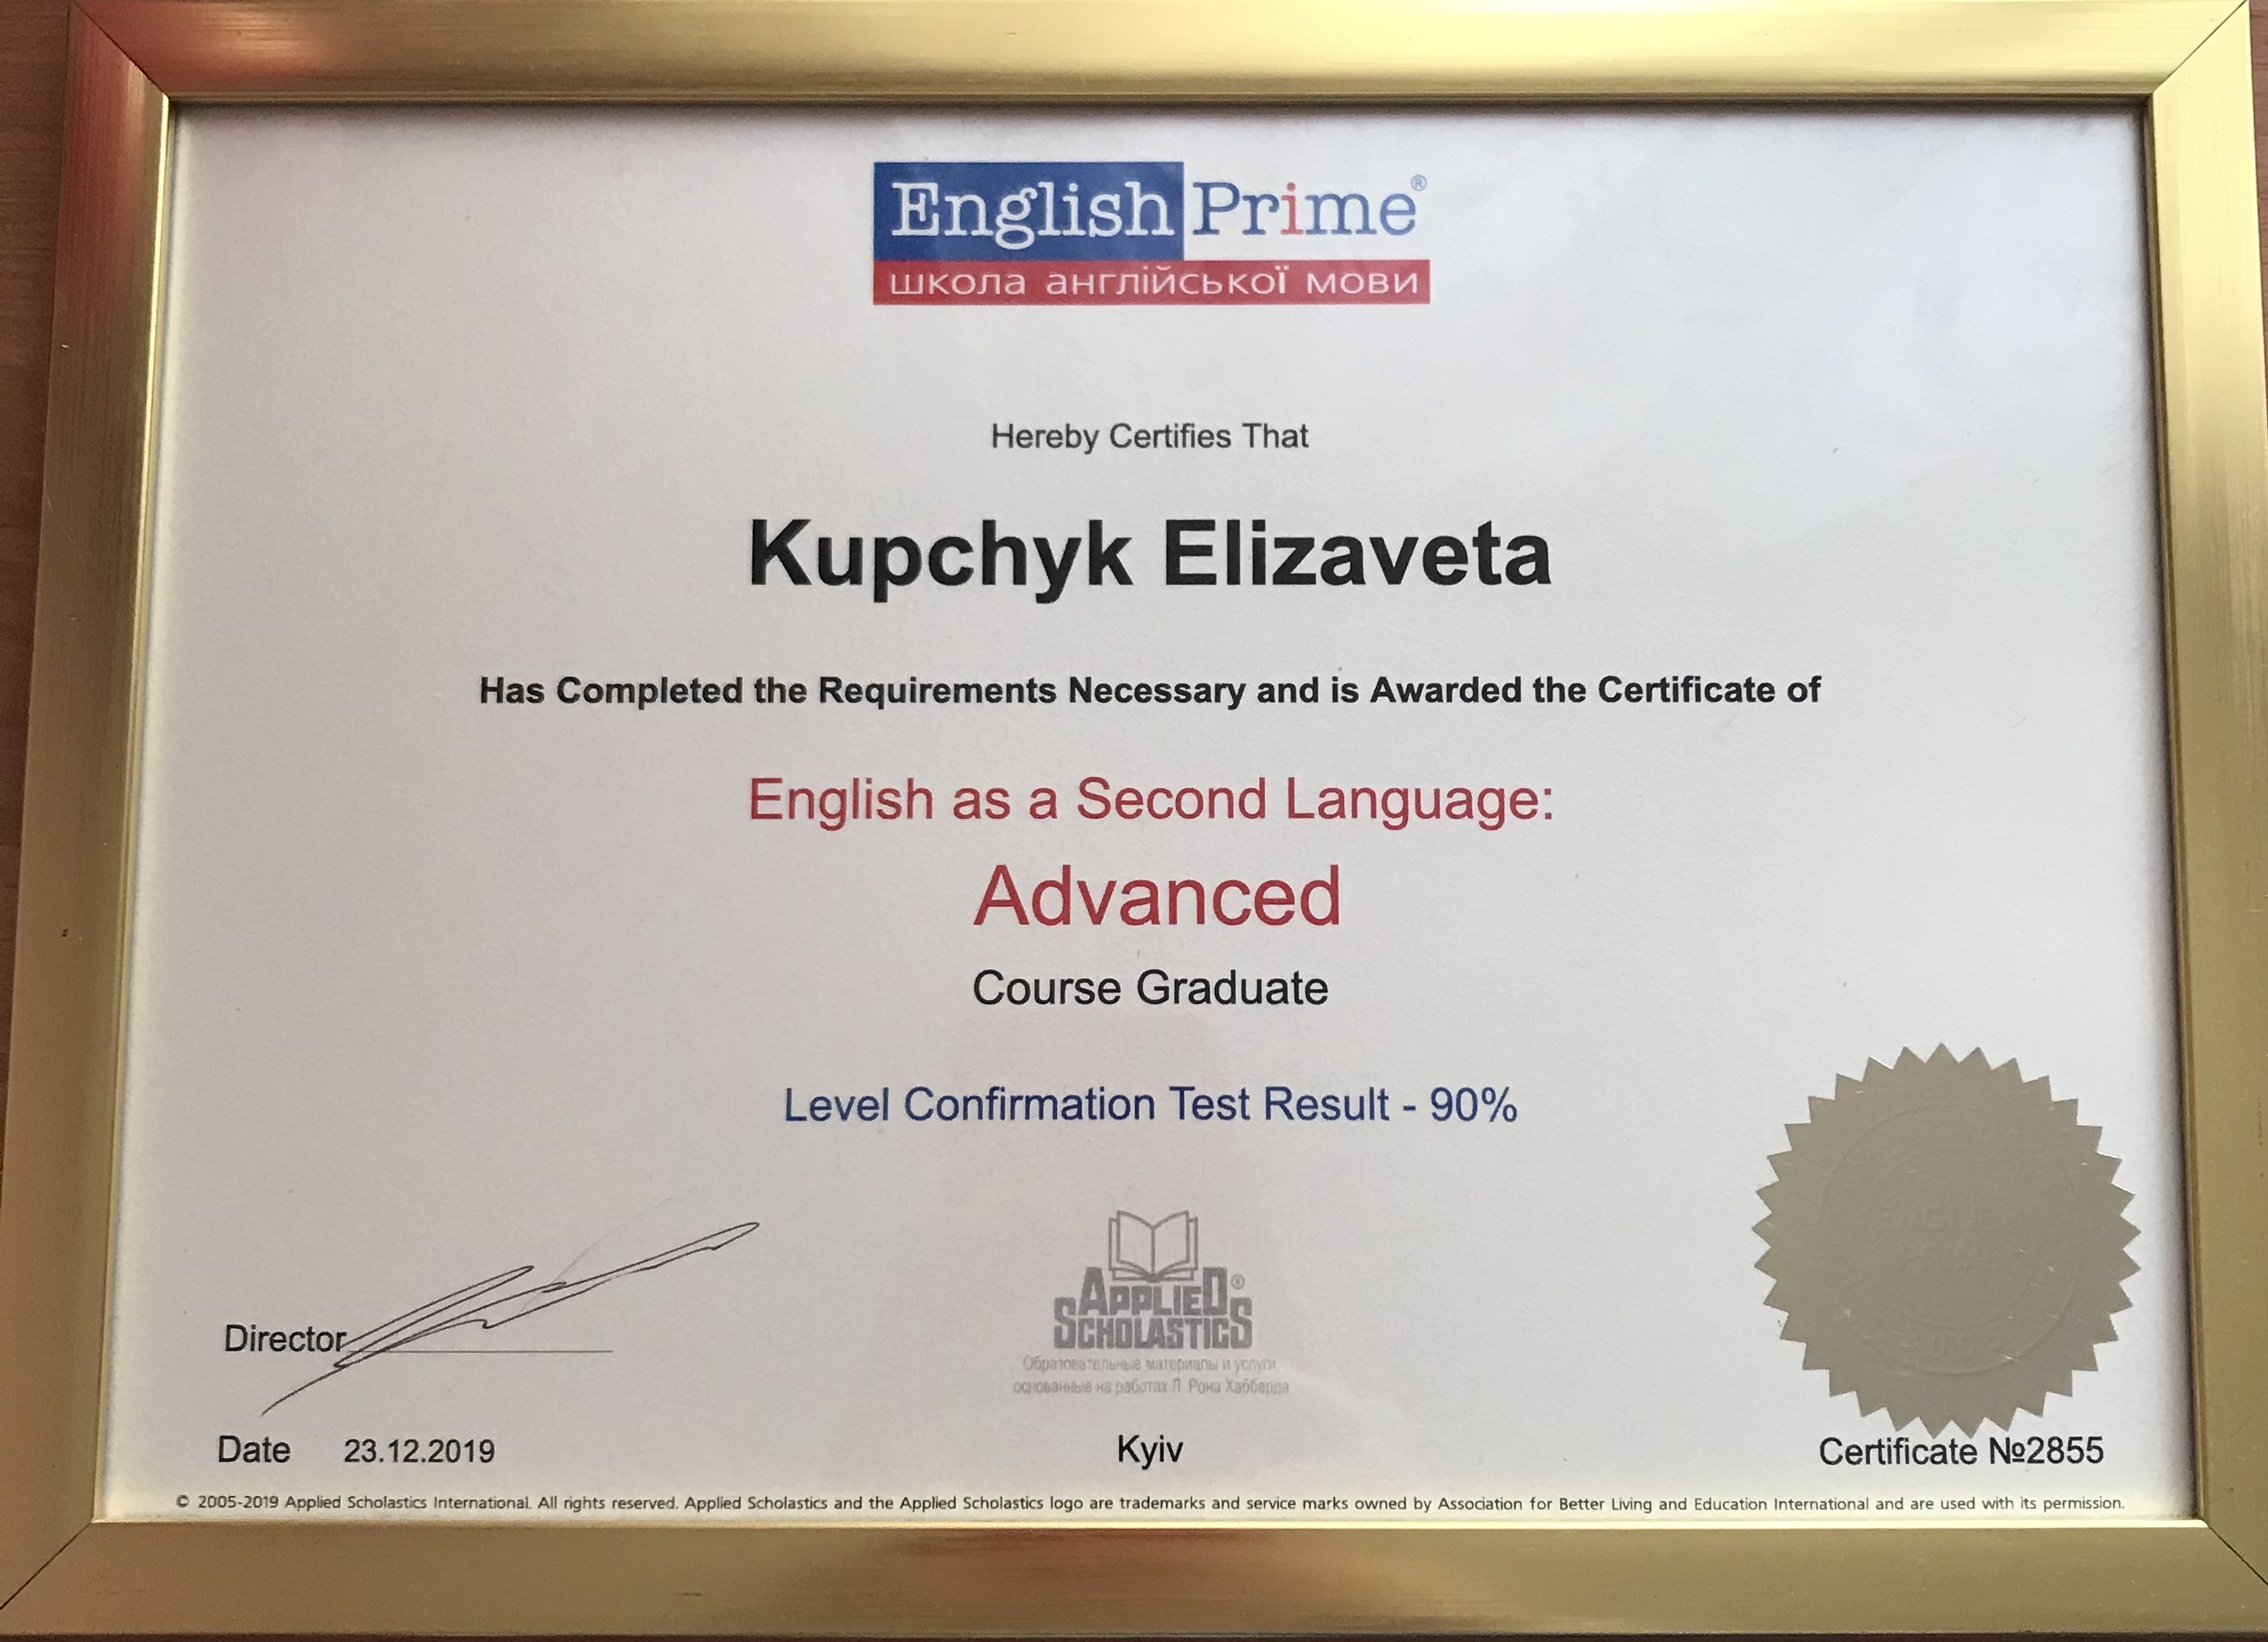 English Prime®
школа англійської мови
Hereby Certifies That
Kupchyk Elizaveta
Has Completed the Requirements Necessary and is Awarded the Certificate of
English as a Second Language:
Advanced
Course Graduate
Level Confirmation Test Result - 90%
APPLIED®
SCHOLASTICS
Образовательные материалы и услуги,
основанные на работах Л. Рона Хаббарда
Director
Date 23.12.2019
Kyiv
Certificate №2855
© 2005-2019 Applied Scholastics International. All rights reserved. Applied Scholastics and the Applied Scholastics logo are trademarks and service marks owned by Association for Better Living and Education International and are used with its permission.